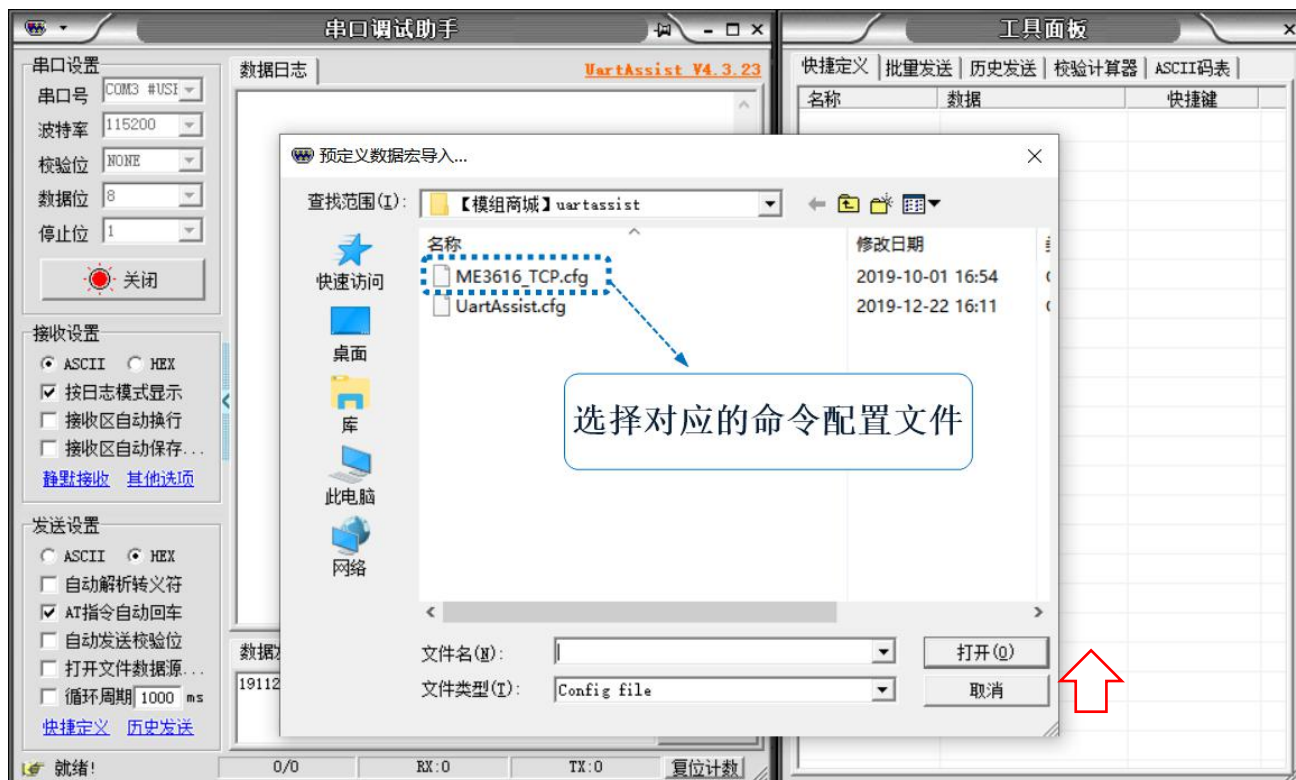 串口调试助手
工具面板
串口设置
串口号 COM3 #USI
波特率 115200
校验位 NONE
数据位 8
停止位 1
关闭
接收设置
ASCII HEX
按日志模式显示
接收区自动换行
接收区自动保存...
静默接收 其他选项
发送设置
ASCII HEX
自动解析转义符
AT指令自动回车
自动发送校验位
打开文件数据源...
循环周期 1000 ms
快捷定义 历史发送
就绪!
数据日志
UartAssist V4.3.23
预定义数据宏导入...
查找范围(I): 【模组商城】uartassist
快速访问
桌面
库
此电脑
网络
名称 修改日期
ME3616_TCP.cfg 2019-10-01 16:54
UartAssist.cfg 2019-12-22 16:11
选择对应的命令配置文件
文件名(N): 打开(O)
文件类型(T): Config file 取消
数据
19112
0/0 RX:0 TX:0 复位计数
快捷定义 批量发送 历史发送 校验计算器 ASCII码表
名称 数据 快捷键